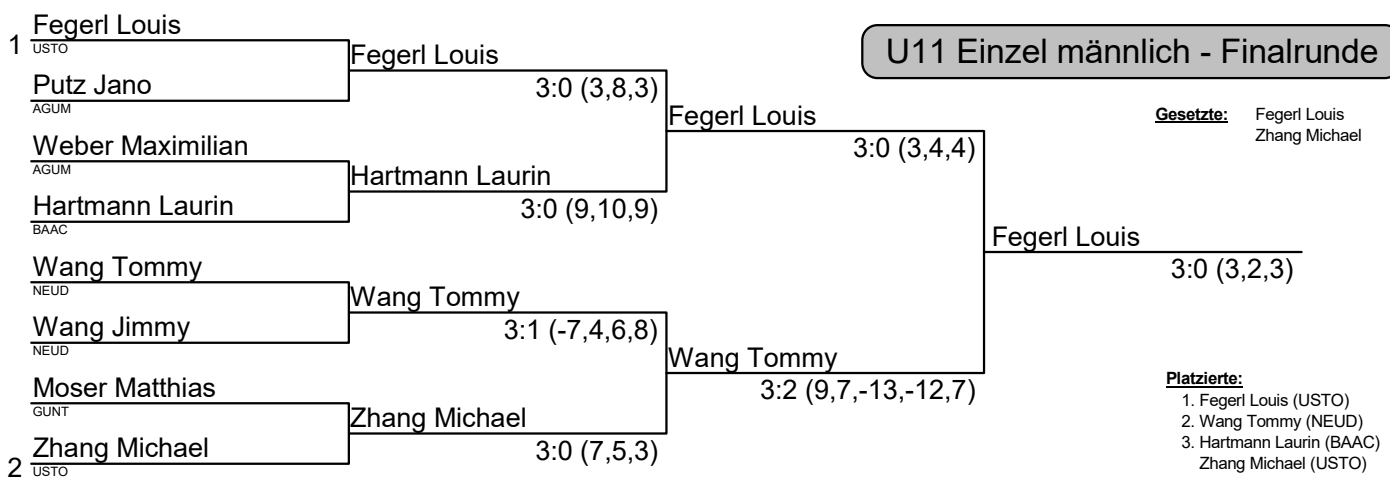 U11 Einzel männlich - Finalrunde
Gesetzte: Fegerl Louis
Zhang Michael
1 Fegerl Louis
USTO
Putz Jano
AGUM
Weber Maximilian
AGUM
Hartmann Laurin
BAAC
Wang Tommy
NEUD
Wang Jimmy
NEUD
Moser Matthias
GUNT
2 Zhang Michael
USTO
Fegerl Louis
3:0 (3,8,3)
Hartmann Laurin
3:0 (9,10,9)
Wang Tommy
3:1 (-7,4,6,8)
Zhang Michael
3:0 (7,5,3)
Fegerl Louis
3:0 (3,4,4)
Wang Tommy
3:2 (9,7,-13,-12,7)
Fegerl Louis
3:0 (3,2,3)
Platzierte:
1. Fegerl Louis (USTO)
2. Wang Tommy (NEUD)
3. Hartmann Laurin (BAAC)
Zhang Michael (USTO)